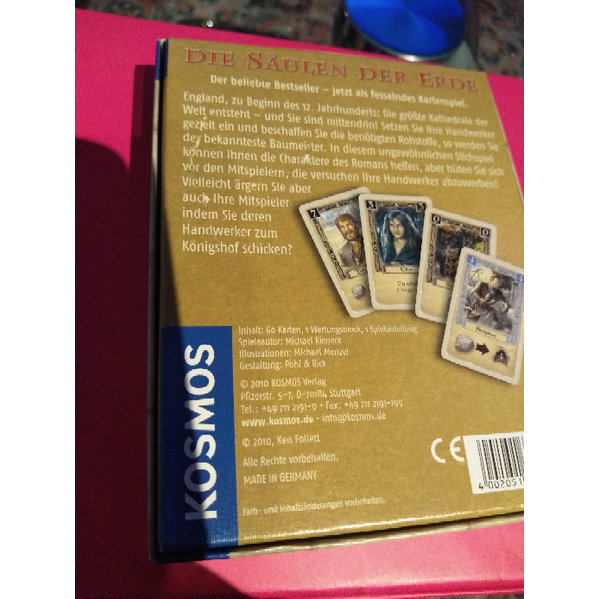 DIE SÄULEN DER ERDE
Der beliebte Bestseller – jetzt als fesselndes Kartenspiel.
England, zu Beginn des 12. Jahrhunderts: Die größte Kathedrale der
Welt entsteht – und Sie sind mittendrin! Setzen Sie Ihre Handwerker
gezielt ein und beschaffen Sie die benötigten Rohstoffe, so werden Sie
der bekannteste Baumeister. In diesem ungewöhnlichen Stichspiel
können Ihnen die Charaktere des Romans helfen, aber hüten Sie sich
vor den Mitspielern, die versuchen Ihre Handwerker abzuwerben!
Vielleicht ärgern Sie aber
auch Ihre Mitspieler
indem Sie deren
Handwerker zum
Königshof schicken?
7
3 3
0 0
Inhalt: 60 Karten, 1 Wertungsblock, 1 Spielanleitung.
Spieleautor: Michael Rieneck
Illustrationen: Michael Menzel
Gestaltung: Pohl & Rick
© 2010 KOSMOS Verlag
Pfizerstr. 5-7, D-70184 Stuttgart
Tel.: +49 711 2191-0 • Fax: +49 711 2191-199
www.kosmos.de • info@kosmos.de
© 2010, Ken Follett
Alle Rechte vorbehalten.
MADE IN GERMANY
Farb- und Inhaltsänderungen vorbehalten.
KOSMOS
CE
4 002051